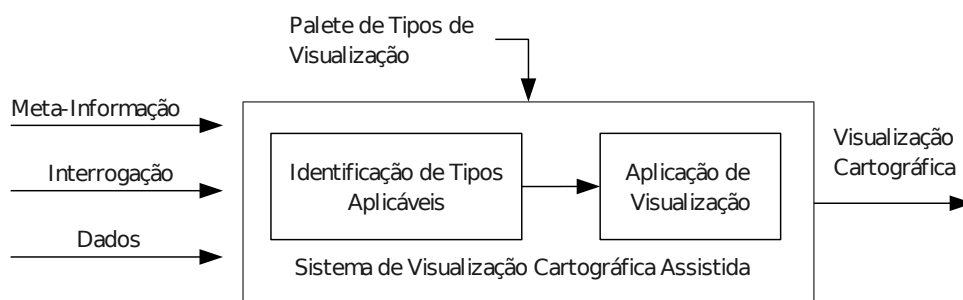 Palete de Tipos de
Visualização
Meta-Informação
Interrogação
Dados
Identificação de Tipos
Aplicáveis
Aplicação de
Visualização
Sistema de Visualização Cartográfica Assistida
Visualização
Cartográfica